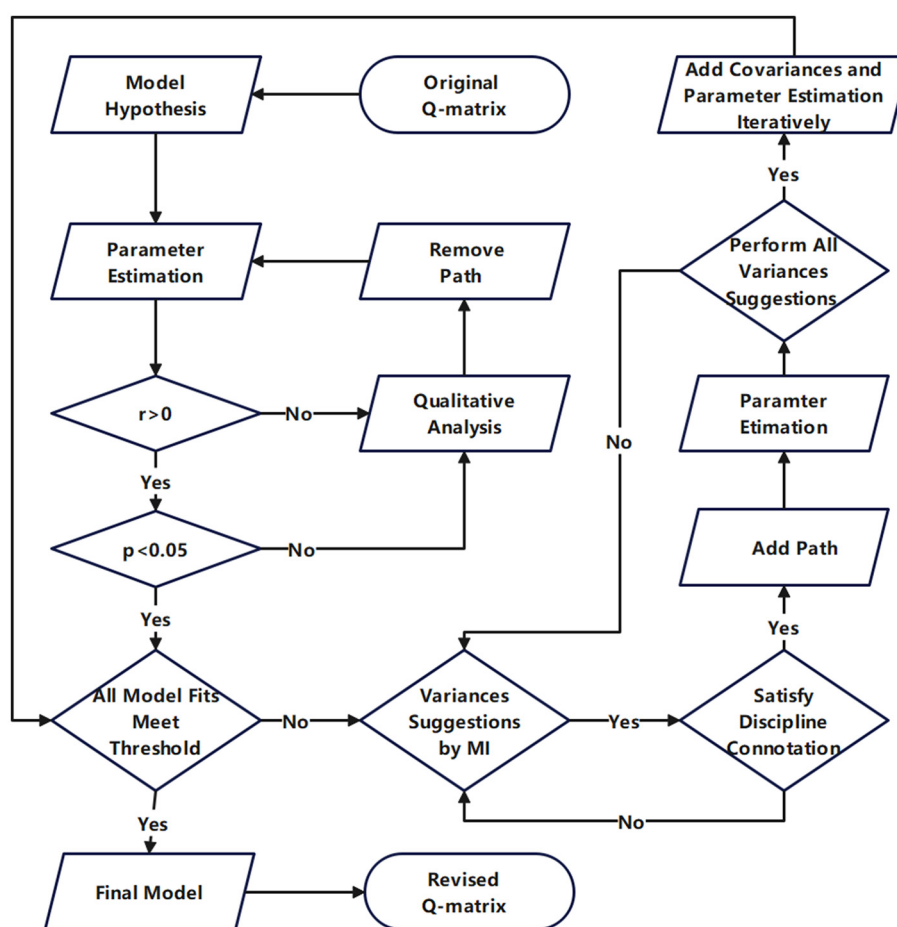 Model
Hypothesis
Original
Q-matrix
Add Covariances and
Parameter Estimation
Iteratively
Yes
Parameter
Estimation
Remove
Path
Perform All
Variances
Suggestions
r>0
No
Qualitative
Analysis
Paramter
Etimation
No
Yes
p<0.05
No
Add Path
Yes
Yes
All Model Fits
Meet
Threshold
No
Variances
Suggestions
by MI
Yes
Satisfy
Discipline
Connotation
No
Yes
Final Model
Revised
Q-matrix